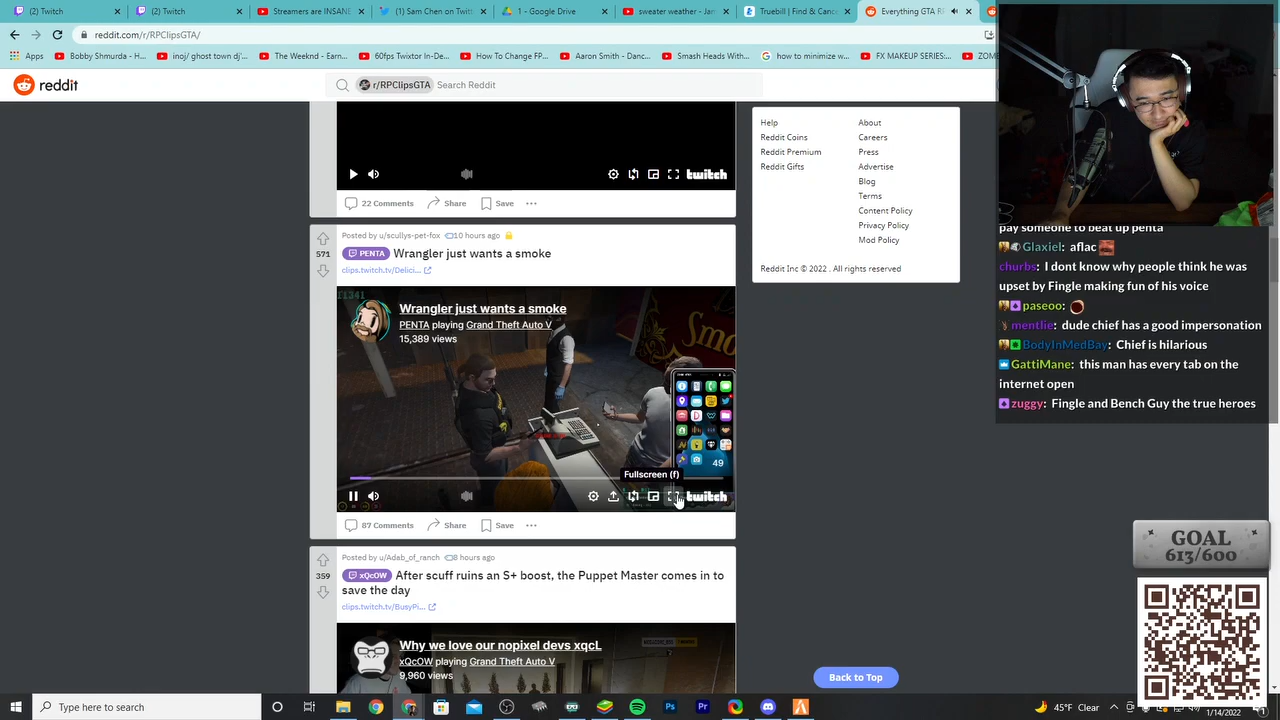 (1) Twitch
(2) Twitch
Streamers are INSANE
(1) Sam Chen on Twitt
1 - Google Drive
sweater weather - Ja
Truebill | Find & Canc
Everything GTA R
reddit.com/r/RPClipsGTA/
Apps
Bobby Shmurda - H...
inoj/ ghost town dj'...
The Weeknd - Earn...
60fps Twixtor In-De...
How To Change FP...
Aaron Smith - Danc...
Smash Heads With...
how to minimize w...
FX MAKEUP SERIES:...
ZOM
reddit
r/RPClipsGTA
Search Reddit
twitch
22 Comments
Share
Save
Help
Reddit Coins
Reddit Premium
Reddit Gifts
About
Careers
Press
Advertise
Blog
Terms
Content Policy
Privacy Policy
Mod Policy
Reddit Inc © 2022 . All rights reserved
571
Posted by u/scullys-pet-fox
10 hours ago
PENTA
Wrangler just wants a smoke
clips.twitch.tv/Delici...
Wrangler just wants a smoke
PENTA playing Grand Theft Auto V
15,389 views
49
Fullscreen (f)
twitch
87 Comments
Share
Save
359
Posted by u/Adab_of_ranch
8 hours ago
xQcOW
After scuff ruins an S+ boost, the Puppet Master comes in to
save the day
clips.twitch.tv/BusyPi...
Why we love our nopixel devs xqcL
xQcOW playing Grand Theft Auto V
9,960 views
Back to Top
pay someone to beat up penta
Glaxiel: aflac
churbs: I dont know why people think he was
upset by Fingle making fun of his voice
paseoo:
mentlie: dude chief has a good impersonation
BodyInMedBay: Chief is hilarious
GattiMane: this man has every tab on the
internet open
zuggy: Fingle and Bench Guy the true heroes
GOAL
613/600
Type here to search
45°F Clear
1/14/2022